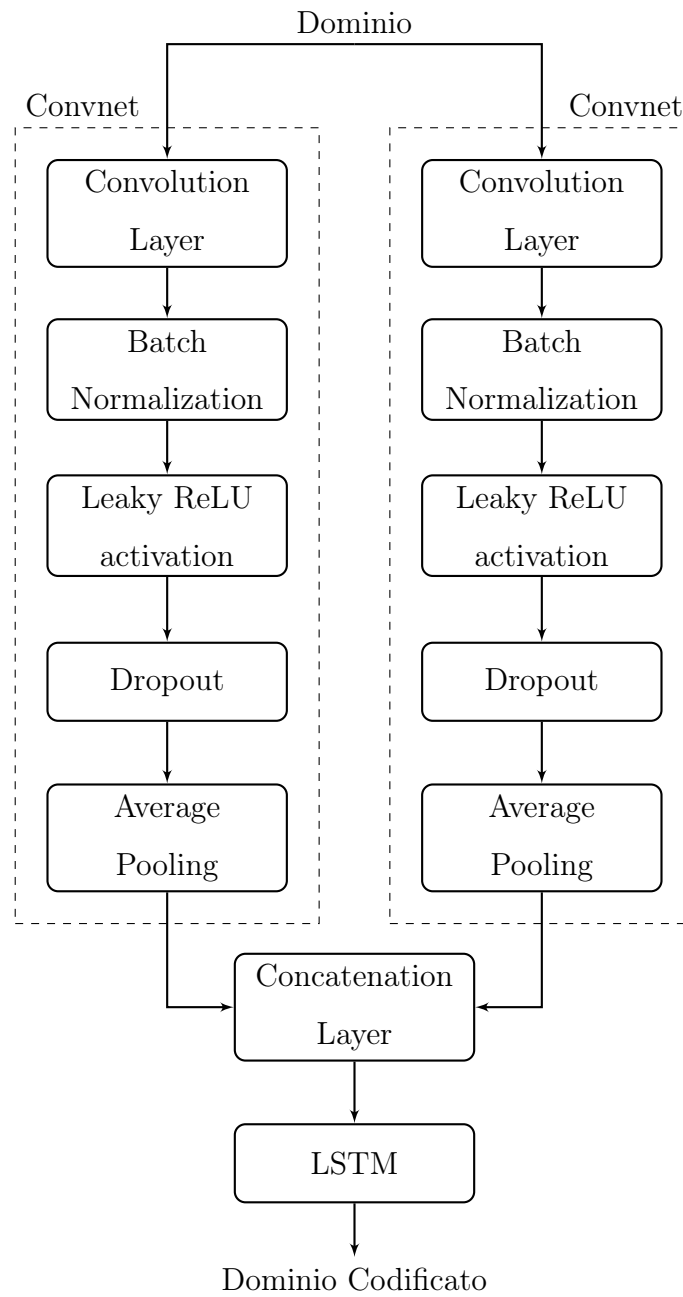 Dominio
Convnet
Convolution
Layer
Batch
Normalization
Leaky ReLU
activation
Dropout
Average
Pooling
Convnet
Convolution
Layer
Batch
Normalization
Leaky ReLU
activation
Dropout
Average
Pooling
Concatenation
Layer
LSTM
Dominio Codificato